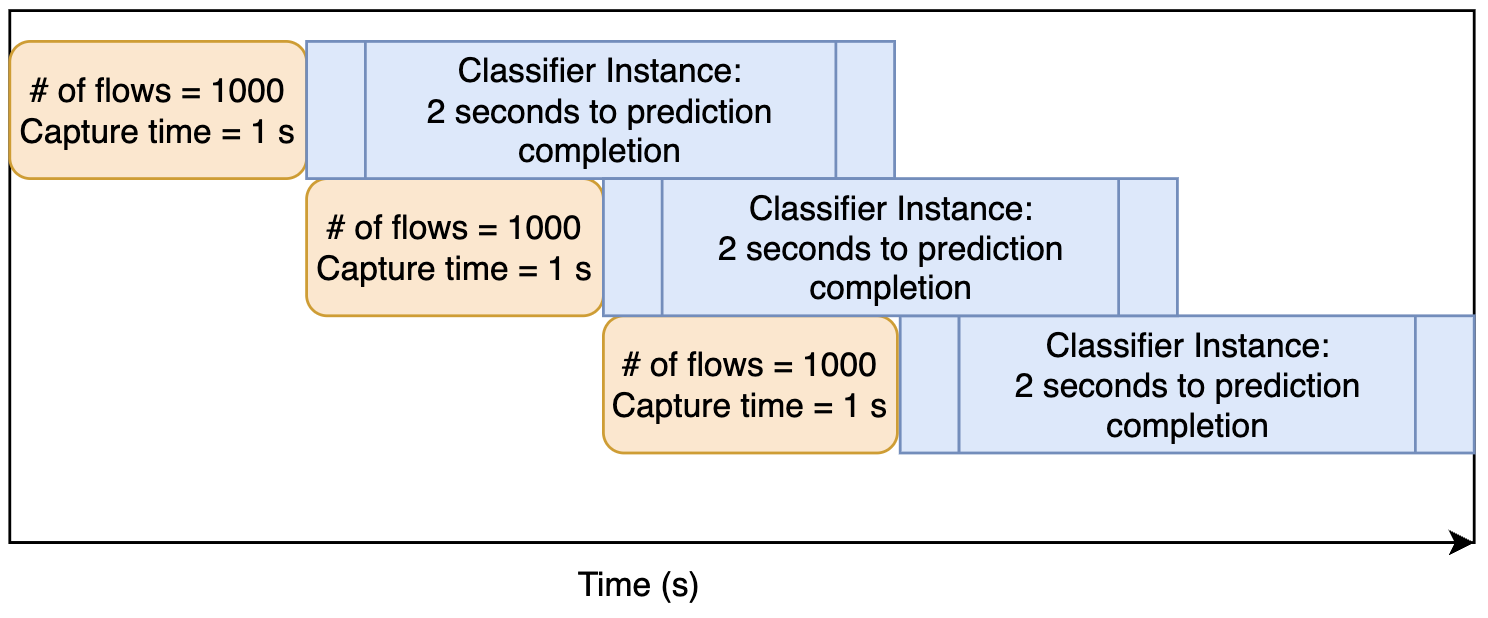 # of flows = 1000
Capture time = 1 s
Classifier Instance:
2 seconds to prediction
completion
# of flows = 1000
Capture time = 1 s
Classifier Instance:
2 seconds to prediction
completion
# of flows = 1000
Capture time = 1 s
Classifier Instance:
2 seconds to prediction
completion
Time (s)